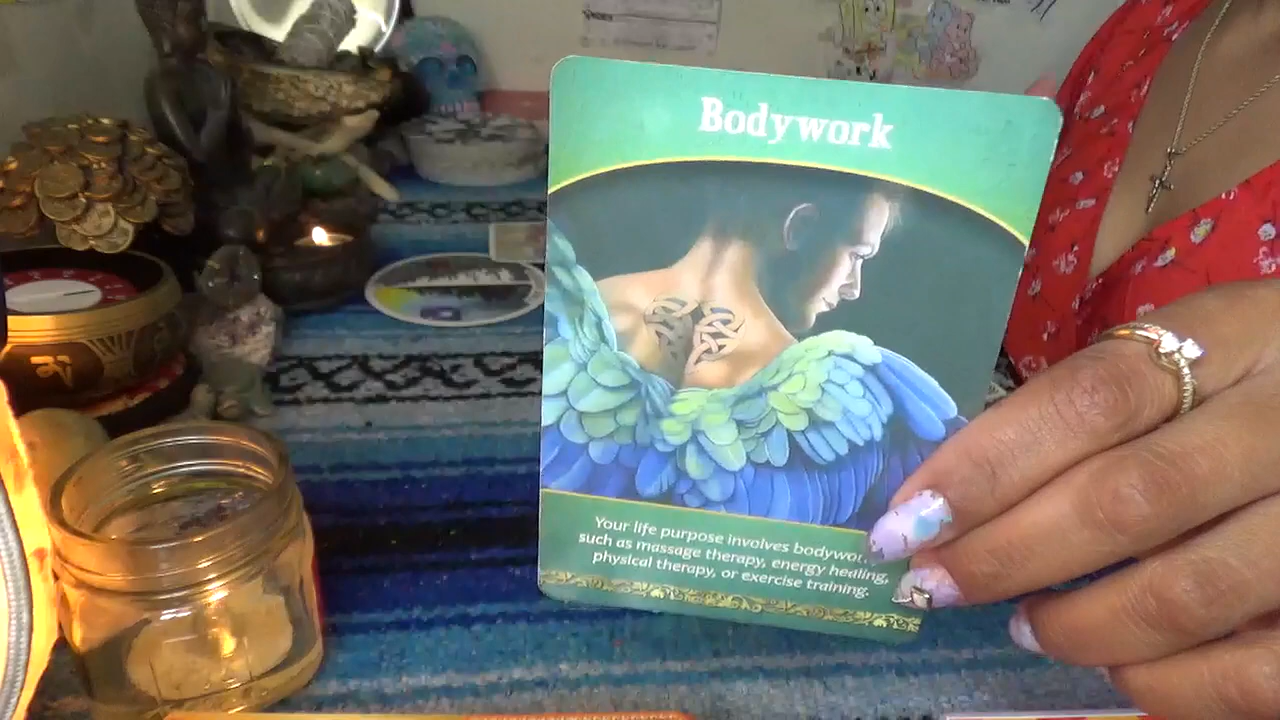 Bodywork
Your life purpose involves bodywork,
such as massage therapy, energy healing,
physical therapy, or exercise training.